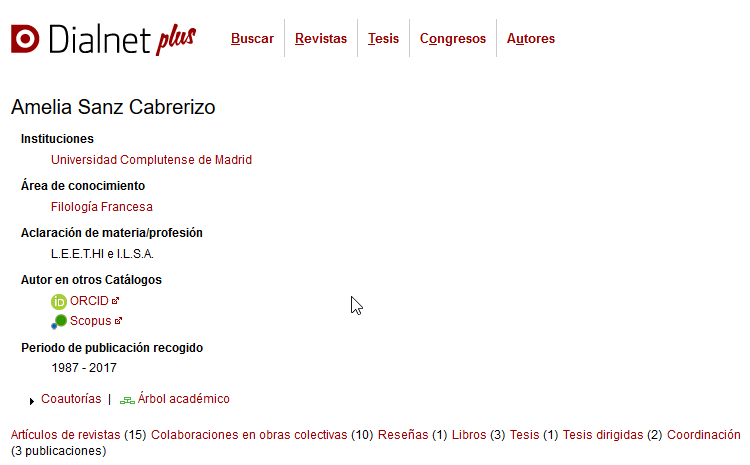 Dialnet plus Buscar Revistas Tesis Congresos Autores
Amelia Sanz Cabrerizo
Instituciones
Universidad Complutense de Madrid
Área de conocimiento
Filología Francesa
Aclaración de materia/profesión
L.E.E.T.HI e I.L.S.A.
Autor en otros Catálogos
iD ORCID
Scopus
Periodo de publicación recogido
1987 - 2017
Coautorías | Árbol académico
Artículos de revistas (15) Colaboraciones en obras colectivas (10) Reseñas (1) Libros (3) Tesis (1) Tesis dirigidas (2) Coordinación
(3 publicaciones)